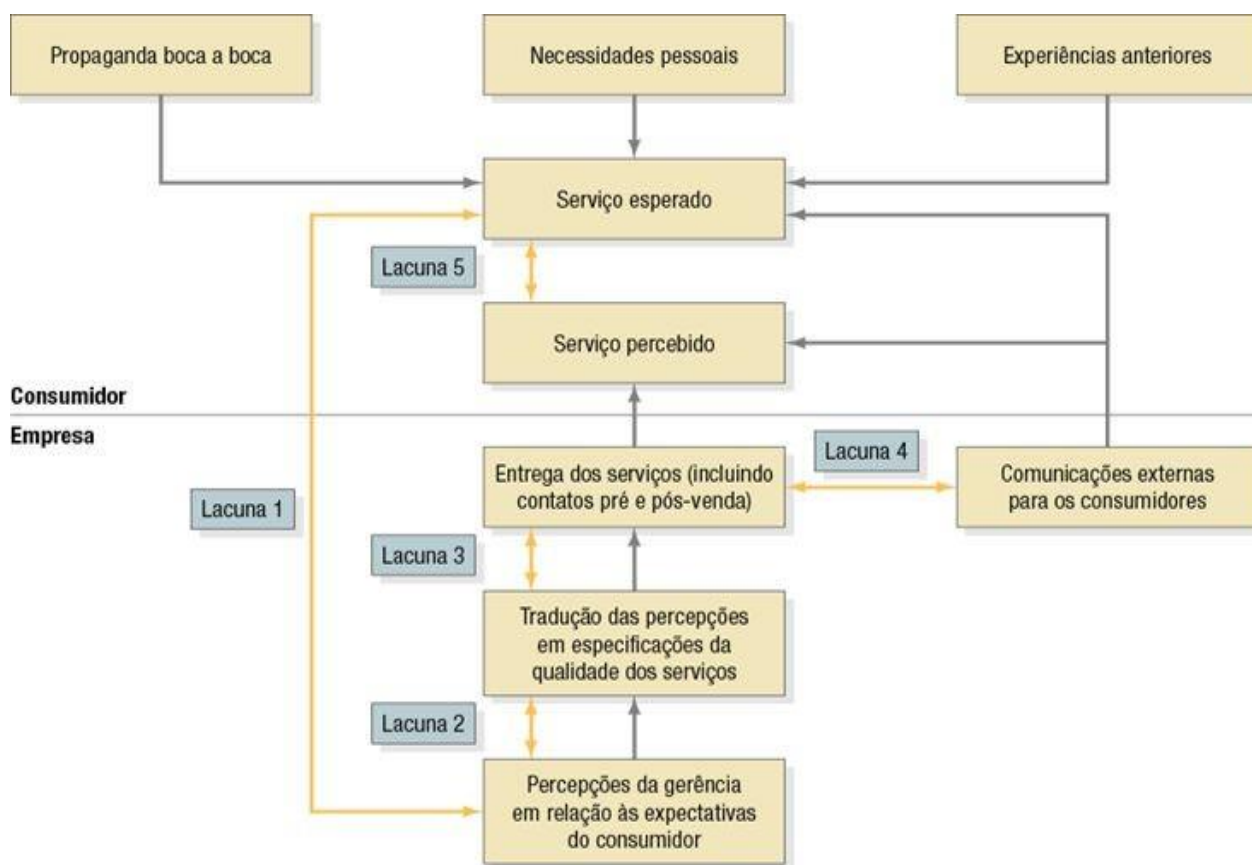 Propaganda boca a boca
Necessidades pessoais
Experiências anteriores
Serviço esperado
Lacuna 5
Serviço percebido
Consumidor
Empresa
Lacuna 4
Entrega dos serviços (incluindo
contatos pré e pós-venda)
Comunicações externas
para os consumidores
Lacuna 1
Lacuna 3
Tradução das percepções
em especificações da
qualidade dos serviços
Lacuna 2
Percepções da gerência
em relação às expectativas
do consumidor